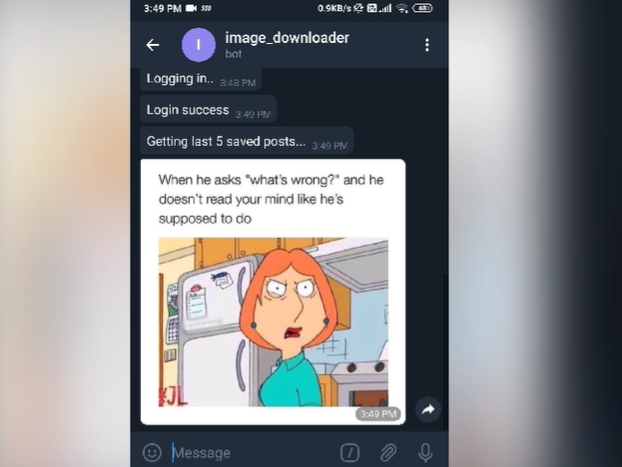 3:49 PM
0.9KB/s
I
image_downloader
bot
Logging in.. 3:48 PM
Login success 3:49 PM
Getting last 5 saved posts... 3:49 PM
When he asks "what's wrong?" and he
doesn't read your mind like he's
supposed to do
JL
3:49 PM
Message